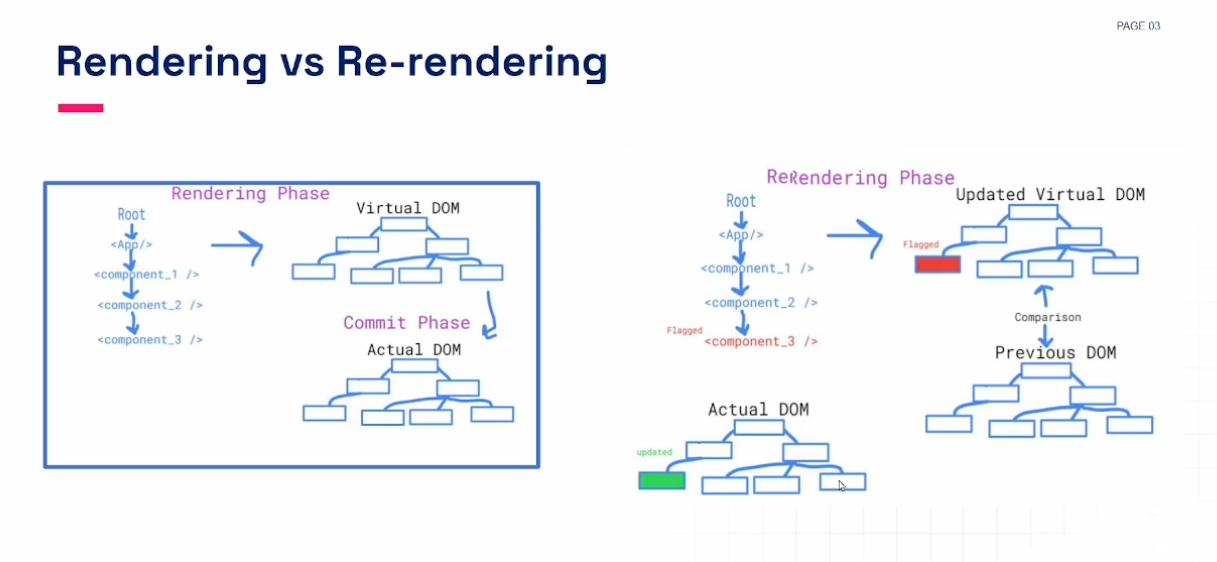 PAGE 03
Rendering vs Re-rendering
Rendering Phase
Root
<App/>
<component_1 />
<component_2 />
<component_3 />
Virtual DOM
Commit Phase
Actual DOM
ReRendering Phase
Root
<App/>
<component_1 />
<component_2 />
Flagged
<component_3 />
Updated Virtual DOM
Flagged
Comparison
Previous DOM
Actual DOM
updated